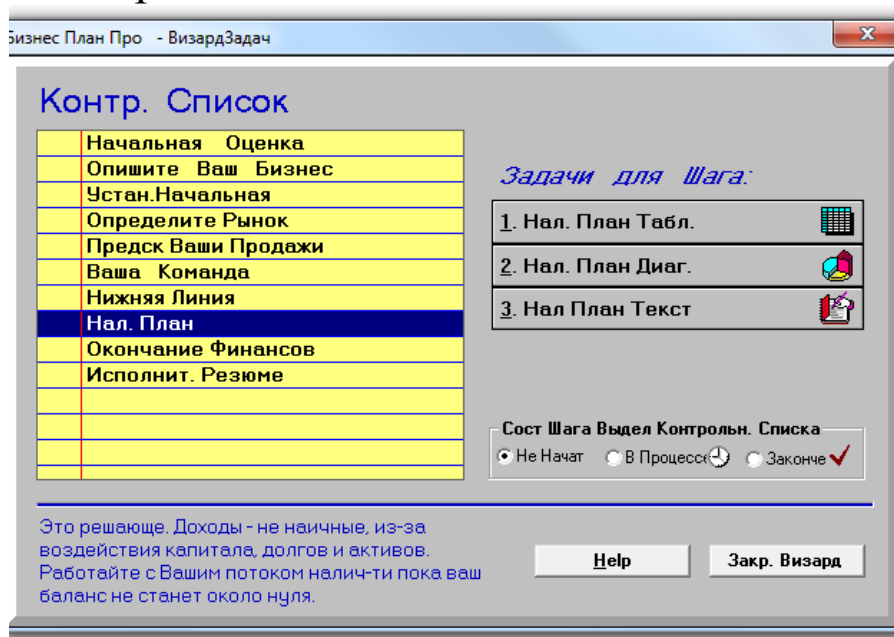 Бизнес План Про - ВизардЗадач
Контр. Список
Начальная Оценка
Опишите Ваш Бизнес
Устан.Начальная
Определите Рынок
Предск Ваши Продажи
Ваша Команда
Нижняя Линия
Нал. План
Окончание Финансов
Исполнит. Резюме
Задачи для Шага:
1. Нал. План Табл.
2. Нал. План Диаг.
3. Нал План Текст
Сост Шага Выдел Контрольн. Списка
Не Начат В Процессе Законче
Это решающе. Доходы - не наичные, из-за
воздействия капитала, долгов и активов.
Работайте с Вашим потоком налич-ти пока ваш
баланс не станет около нуля.
Help Закр. Визард